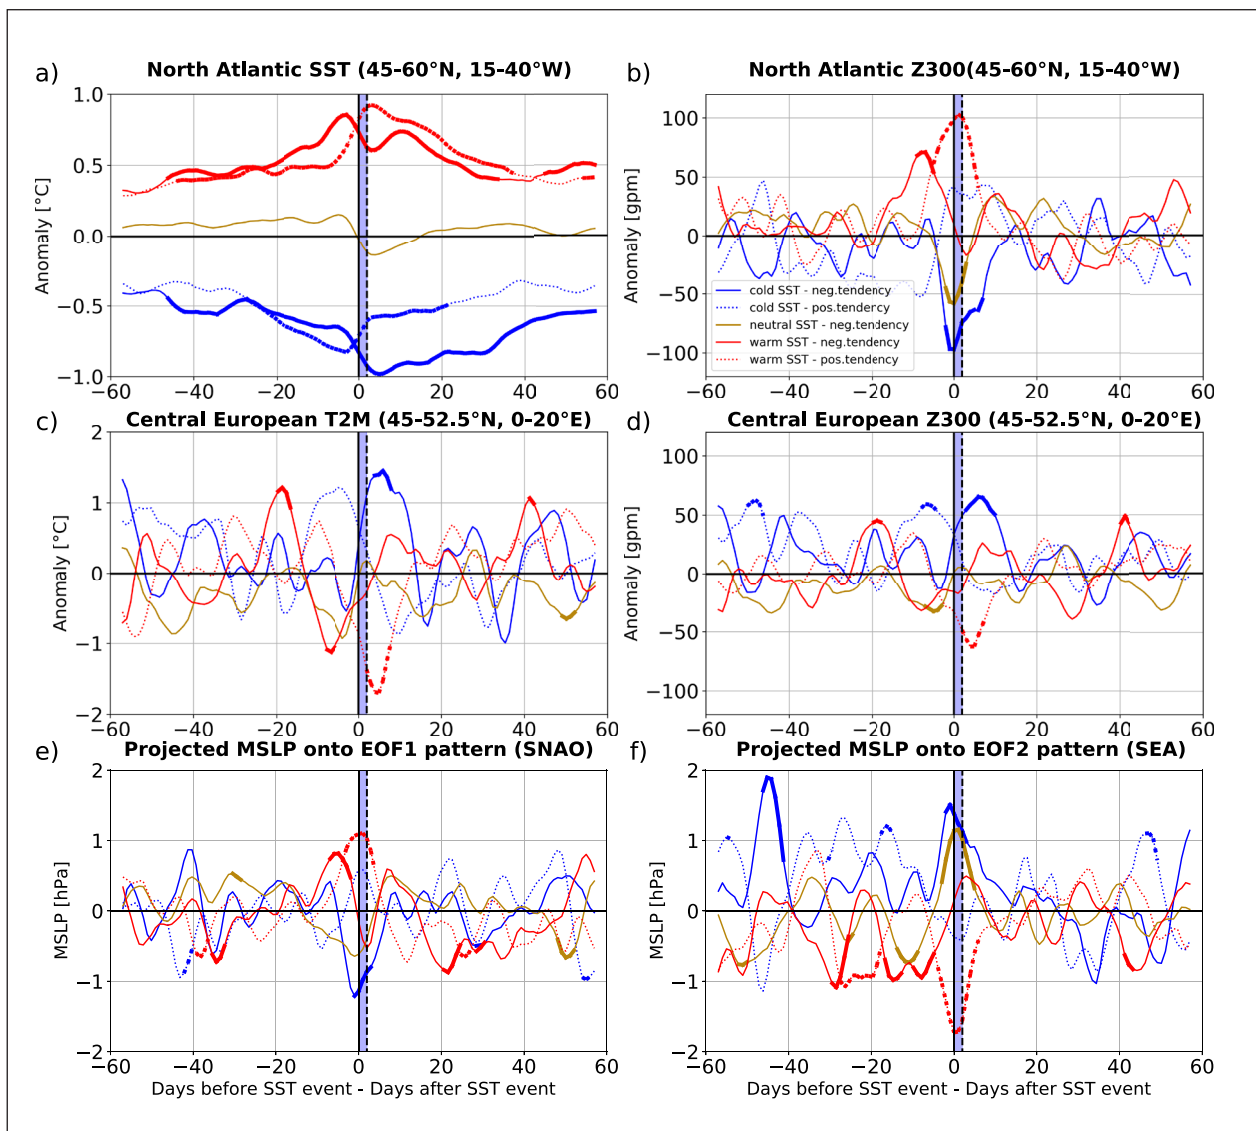 a)
North Atlantic SST (45-60°N, 15-40°W)
1.0
0.5
0.0
−0.5
−1.0
Anomaly [°C]
−60 −40 −20 0 20 40 60
b)
North Atlantic Z300(45-60°N, 15-40°W)
100
50
0
−50
−100
Anomaly [gpm]
cold SST - neg.tendency
cold SST - pos.tendency
neutral SST - neg.tendency
warm SST - neg.tendency
warm SST - pos.tendency
−60 −40 −20 0 20 40 60
c)
Central European T2M (45-52.5°N, 0-20°E)
2
1
0
−1
−2
Anomaly [°C]
−60 −40 −20 0 20 40 60
d)
Central European Z300 (45-52.5°N, 0-20°E)
100
50
0
−50
−100
Anomaly [gpm]
−60 −40 −20 0 20 40 60
e)
Projected MSLP onto EOF1 pattern (SNAO)
2
1
0
−1
−2
MSLP [hPa]
−60 −40 −20 0 20 40 60
Days before SST event - Days after SST event
f)
Projected MSLP onto EOF2 pattern (SEA)
2
1
0
−1
−2
MSLP [hPa]
−60 −40 −20 0 20 40 60
Days before SST event - Days after SST event